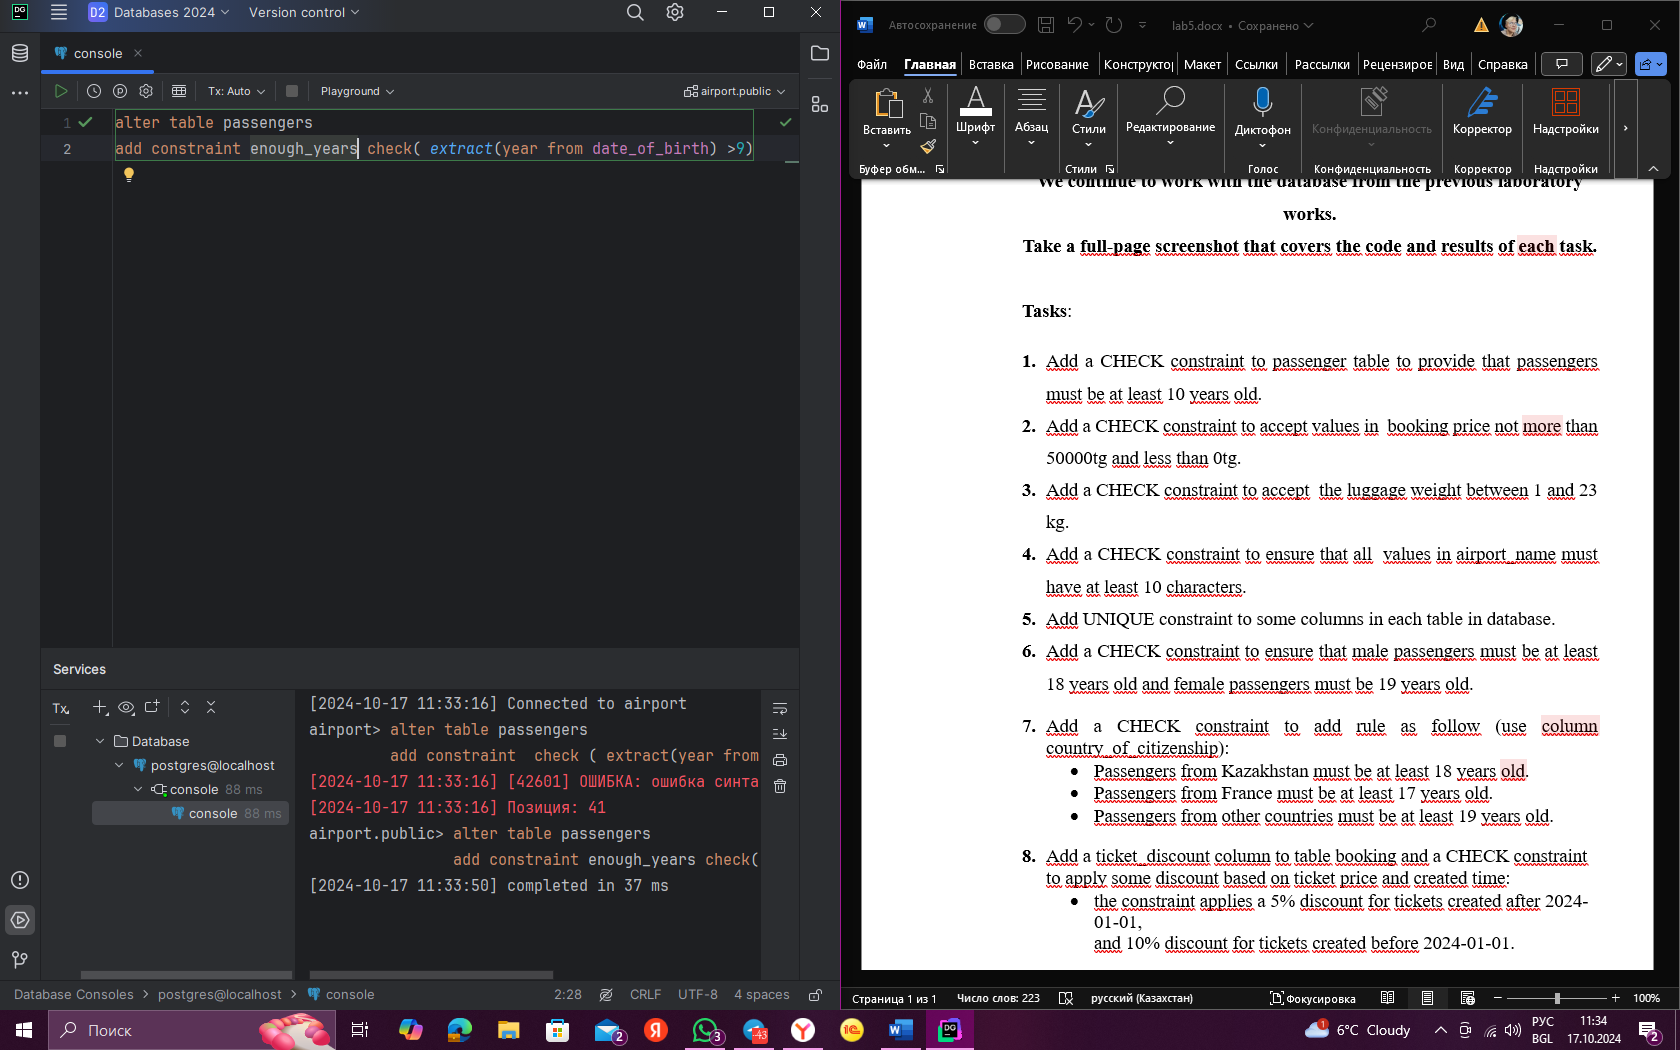 DG
D2 Databases 2024 Version control
console
Tx: Auto Playground airport.public
1 alter table passengers
2 add constraint enough_years check( extract(year from date_of_birth) >9)
Services
Tx
Database
postgres@localhost
console 88 ms
console 88 ms
[2024-10-17 11:33:16] Connected to airport
airport> alter table passengers
add constraint check ( extract(year from
[2024-10-17 11:33:16] [42601] ОШИБКА: ошибка синта
[2024-10-17 11:33:16] Позиция: 41
airport.public> alter table passengers
add constraint enough_years check(
[2024-10-17 11:33:50] completed in 37 ms
Database Consoles > postgres@localhost > console
2:28 CRLF UTF-8 4 spaces
Автосохранение lab5.docx • Сохранено
Файл Главная Вставка Рисование Конструктор Макет Ссылки Рассылки Рецензиров Вид Справка
Вставить Шрифт Абзац Стили Редактирование Диктофон Конфиденциальность Корректор Надстройки
Буфер обм... Стили Голос Конфиденциальность Корректор Надстройки
We continue to work with the database from the previous laboratory
works.
Take a full-page screenshot that covers the code and results of each task.
Tasks:
1. Add a CHECK constraint to passenger table to provide that passengers
must be at least 10 years old.
2. Add a CHECK constraint to accept values in booking price not more than
50000tg and less than 0tg.
3. Add a CHECK constraint to accept the luggage weight between 1 and 23
kg.
4. Add a CHECK constraint to ensure that all values in airport_name must
have at least 10 characters.
5. Add UNIQUE constraint to some columns in each table in database.
6. Add a CHECK constraint to ensure that male passengers must be at least
18 years old and female passengers must be 19 years old.
7. Add a CHECK constraint to add rule as follow (use column
country_of_citizenship):
• Passengers from Kazakhstan must be at least 18 years old.
• Passengers from France must be at least 17 years old.
• Passengers from other countries must be at least 19 years old.
8. Add a ticket_discount column to table booking and a CHECK constraint
to apply some discount based on ticket price and created time:
• the constraint applies a 5% discount for tickets created after 2024-
01-01,
and 10% discount for tickets created before 2024-01-01.
Страница 1 из 1 Число слов: 223 русский (Казахстан) Фокусировка 100%
Поиск
6°C Cloudy
РУС
BGL
11:34
17.10.2024